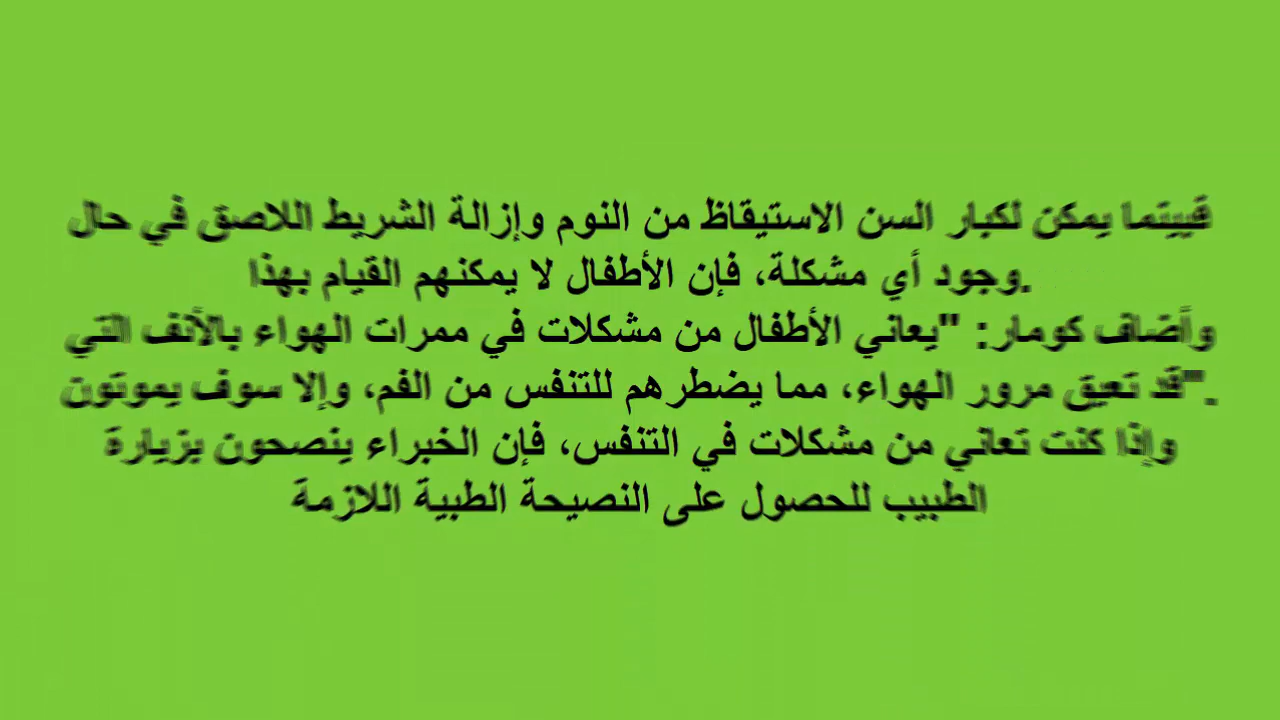 فبينما يمكن لكبار السن الاستيقاظ من النوم وإزالة الشريط اللاصق في حال
وجود أي مشكلة، فإن الأطفال لا يمكنهم القيام بهذا.
وأضاف كومار: "يعاني الأطفال من مشكلات في ممرات الهواء بالأنف التي
قد تعيق مرور الهواء، مما يضطرهم للتنفس من الفم، وإلا سوف يموتون".
وإذا كنت تعاني من مشكلات في التنفس، فإن الخبراء ينصحون بزيارة
الطبيب للحصول على النصيحة الطبية اللازمة